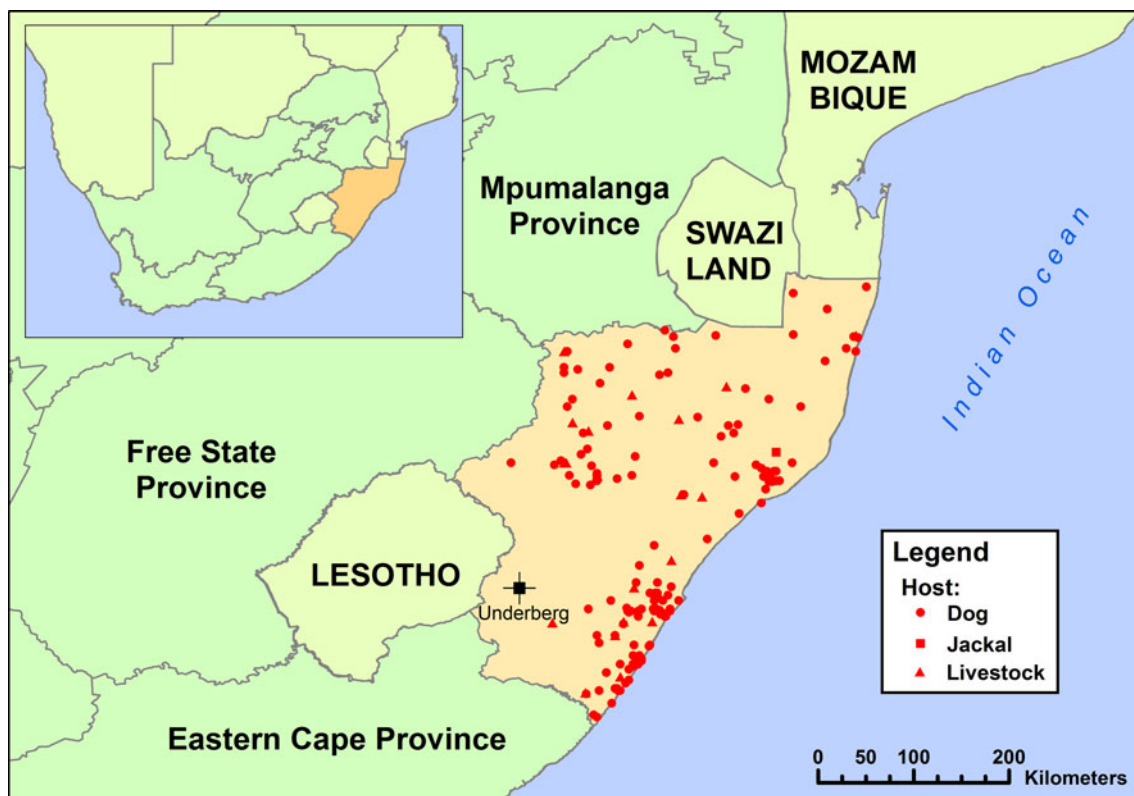 MOZAM
BIQUE
Mpumalanga
Province
SWAZI
LAND
Indian Ocean
Free State
Province
LESOTHO
Underberg
Eastern Cape Province
Legend
Host:
Dog
Jackal
Livestock
0 50 100 200
Kilometers